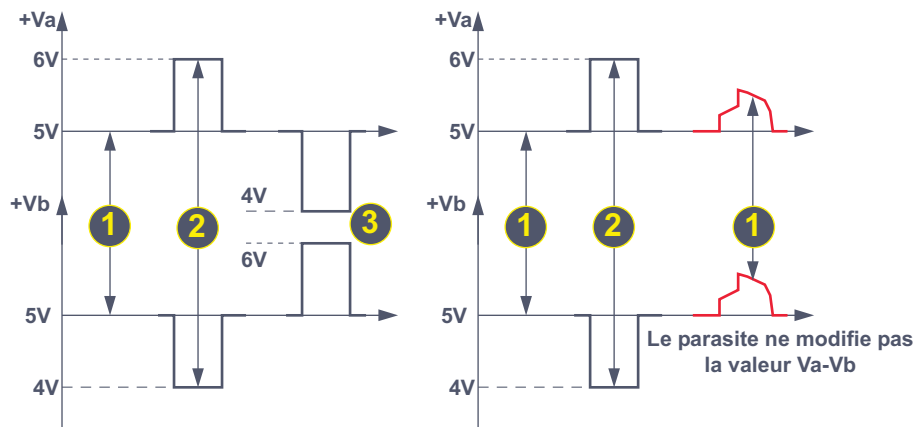 +Va
6V
5V
4V
+Vb
1
2
3
6V
5V
4V
+Va
6V
5V
+Vb
1
2
1
5V
Le parasite ne modifie pas
la valeur Va-Vb
4V